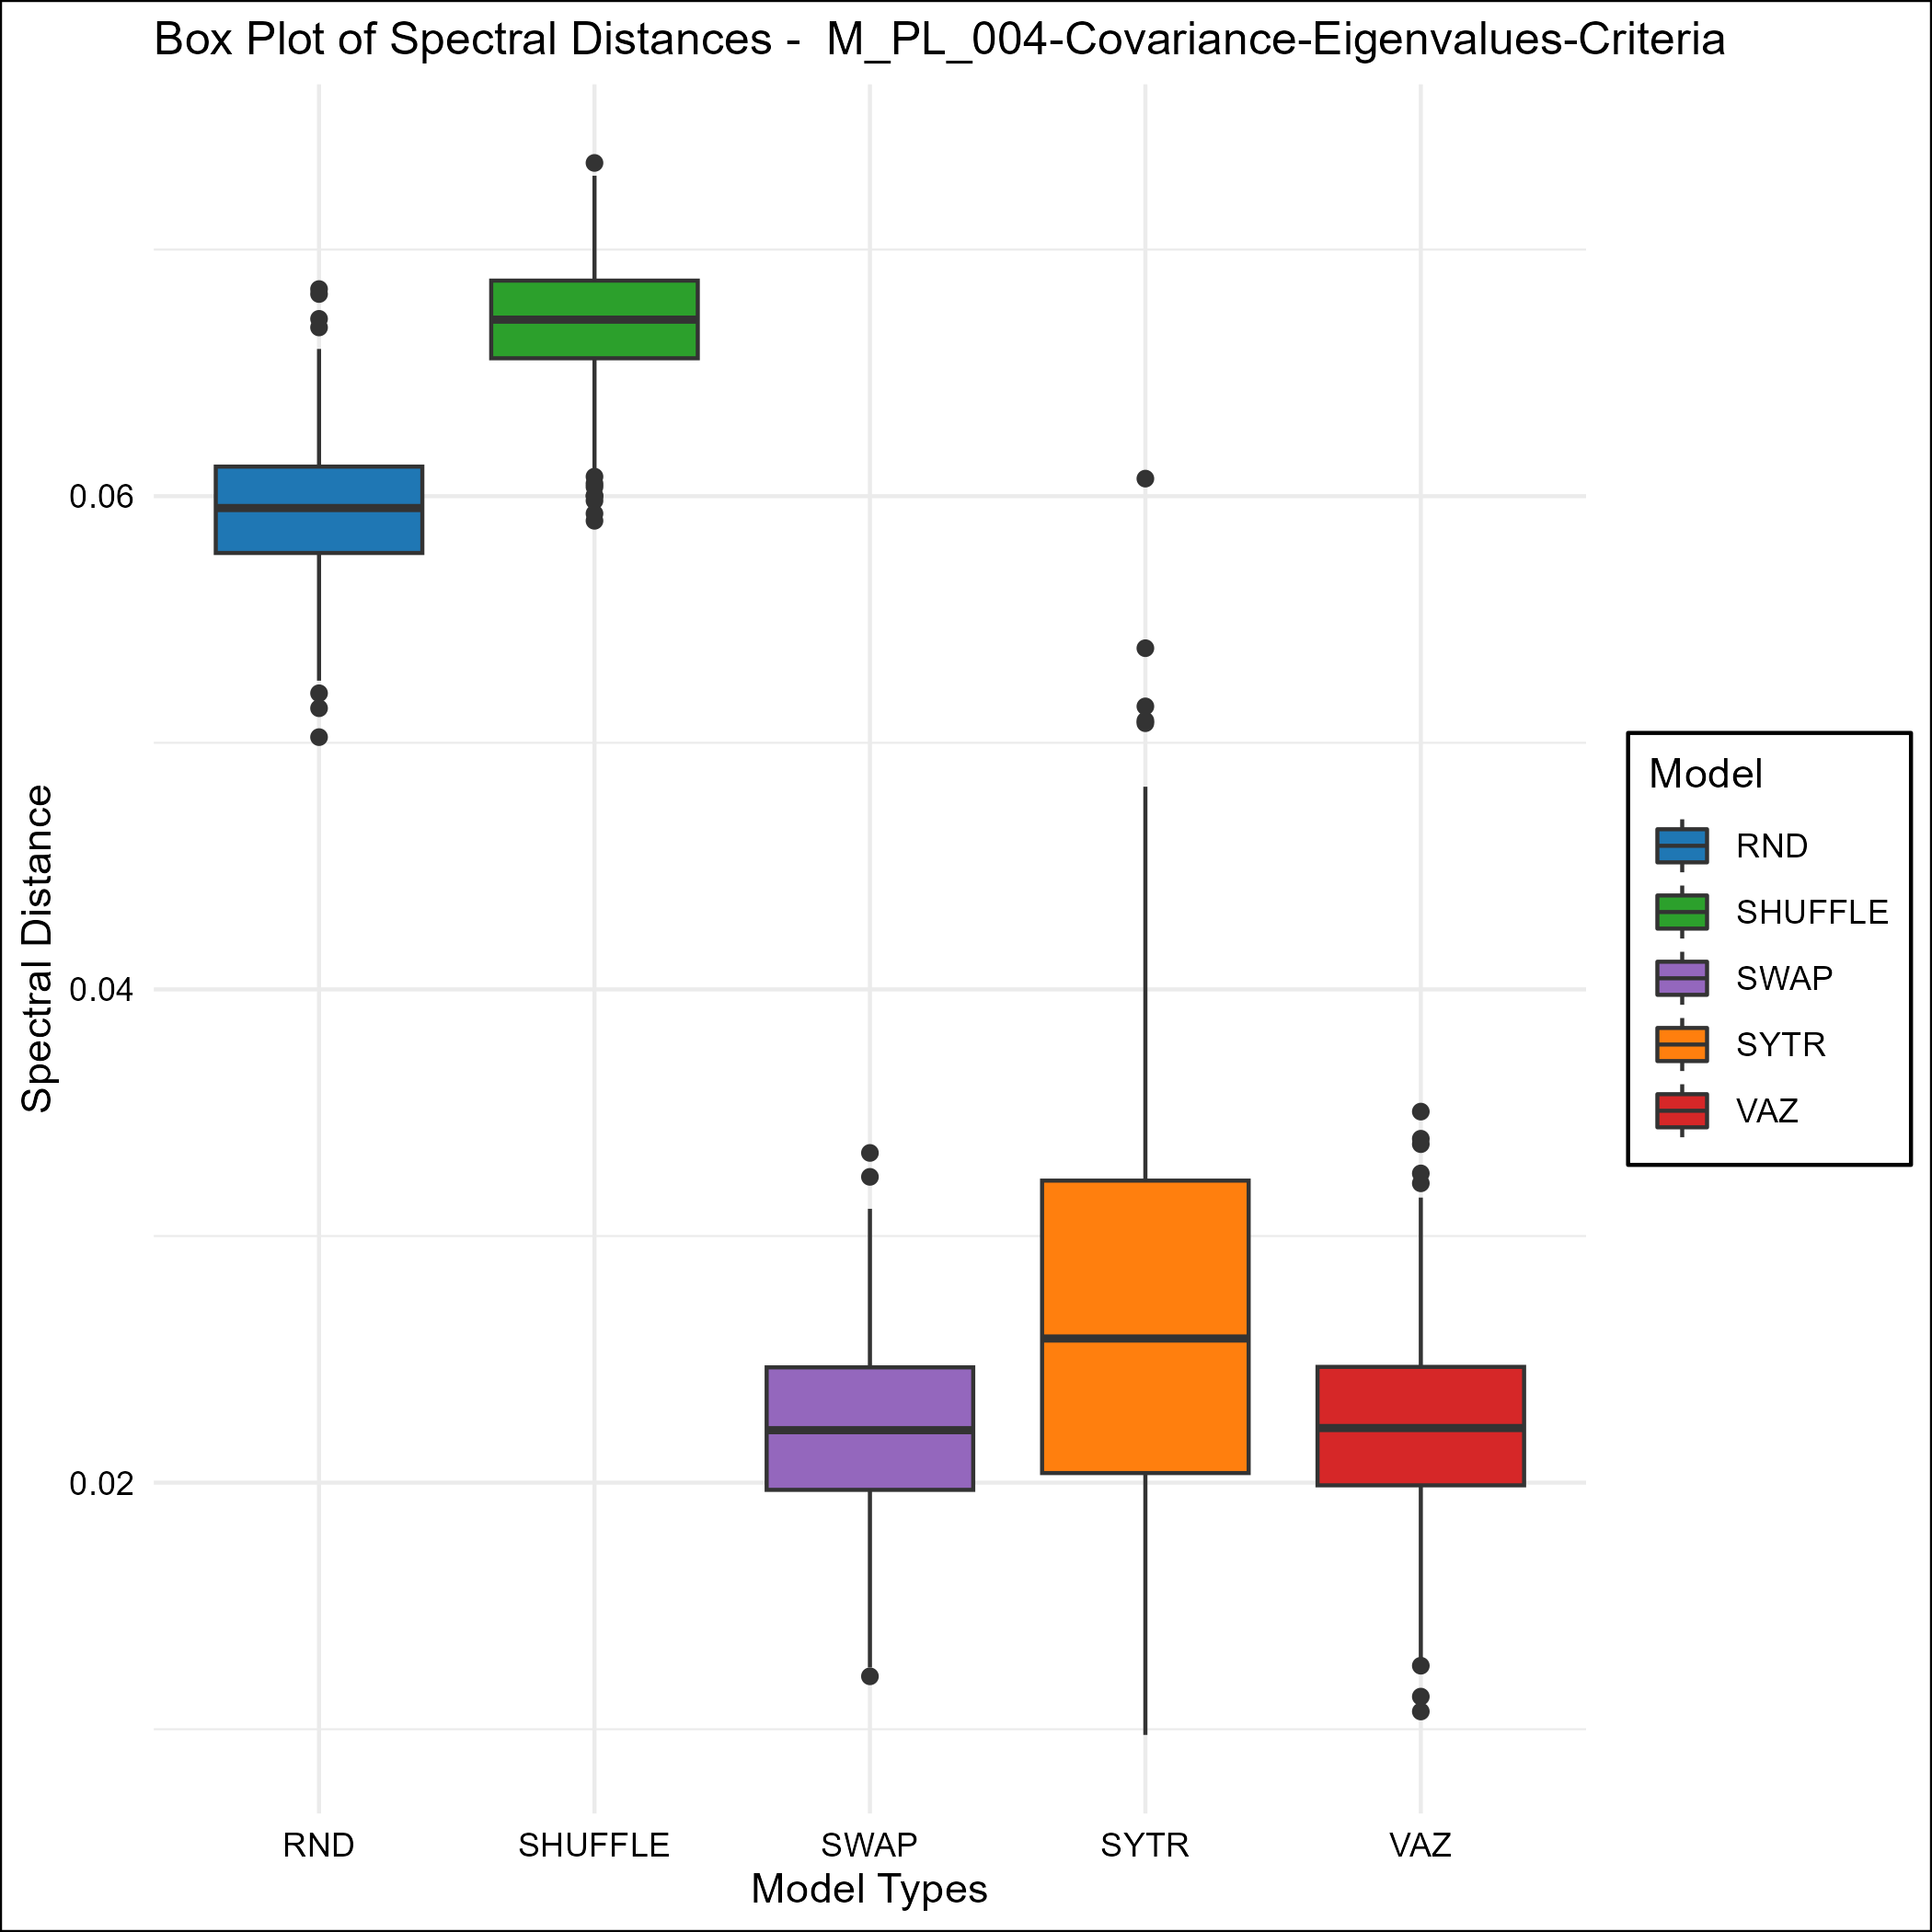 Box Plot of Spectral Distances -  M_PL_004-Covariance-Eigenvalues-Criteria
Spectral Distance
0.06
0.04
0.02
RND
SHUFFLE
SWAP
SYTR
VAZ
Model Types
Model
RND
SHUFFLE
SWAP
SYTR
VAZ